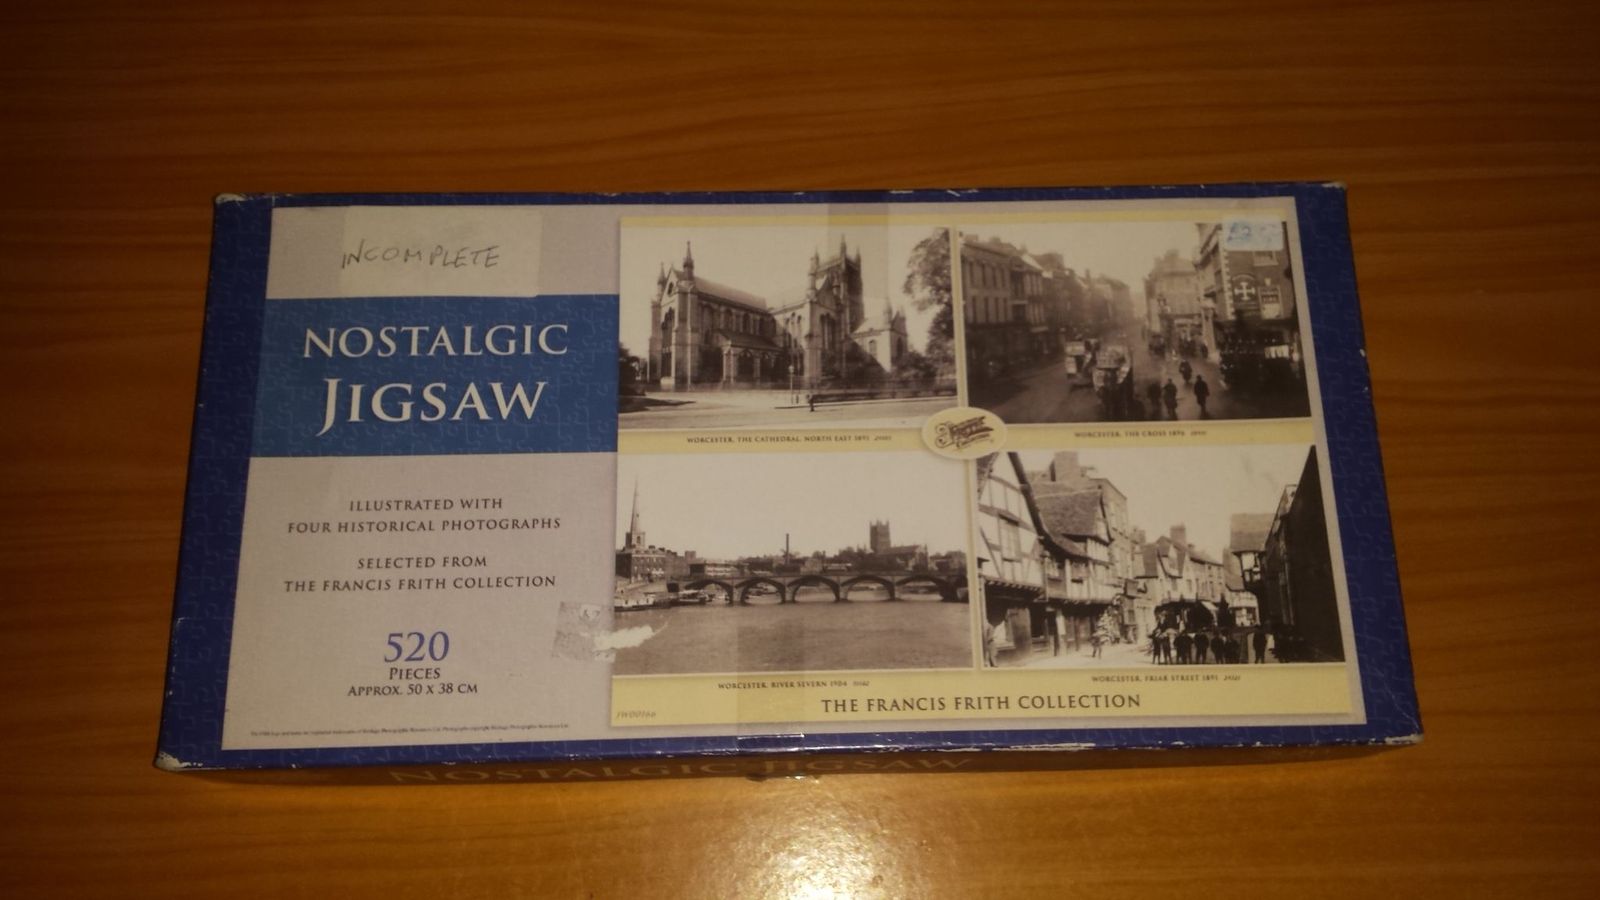 INCOMPLETE
NOSTALGIC
JIGSAW
ILLUSTRATED WITH
FOUR HISTORICAL PHOTOGRAPHS
SELECTED FROM
THE FRANCIS FRITH COLLECTION
520
PIECES
APPROX. 50 X 38 CM
£2
WORCESTER, THE CATHEDRAL, NORTH EAST 1891
WORCESTER, THE CROSS 1896
WORCESTER, RIVER SEVERN 1904
WORCESTER, FRIAR STREET 1891
THE FRANCIS FRITH COLLECTION
NOSTALGIC JIGSAW